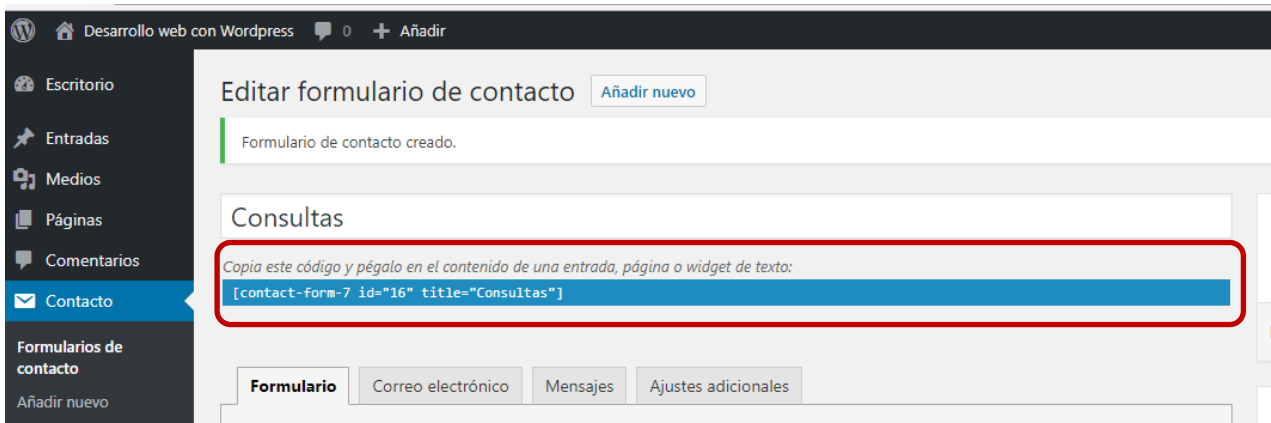 Desarrollo web con Wordpress 0 Añadir
Escritorio
Entradas
Medios
Páginas
Comentarios
Contacto
Formularios de
contacto
Añadir nuevo
Editar formulario de contacto Añadir nuevo
Formulario de contacto creado.
Consultas
Copia este código y pégalo en el contenido de una entrada, página o widget de texto:
[contact-form-7 id="16" title="Consultas"]
Formulario Correo electrónico Mensajes Ajustes adicionales